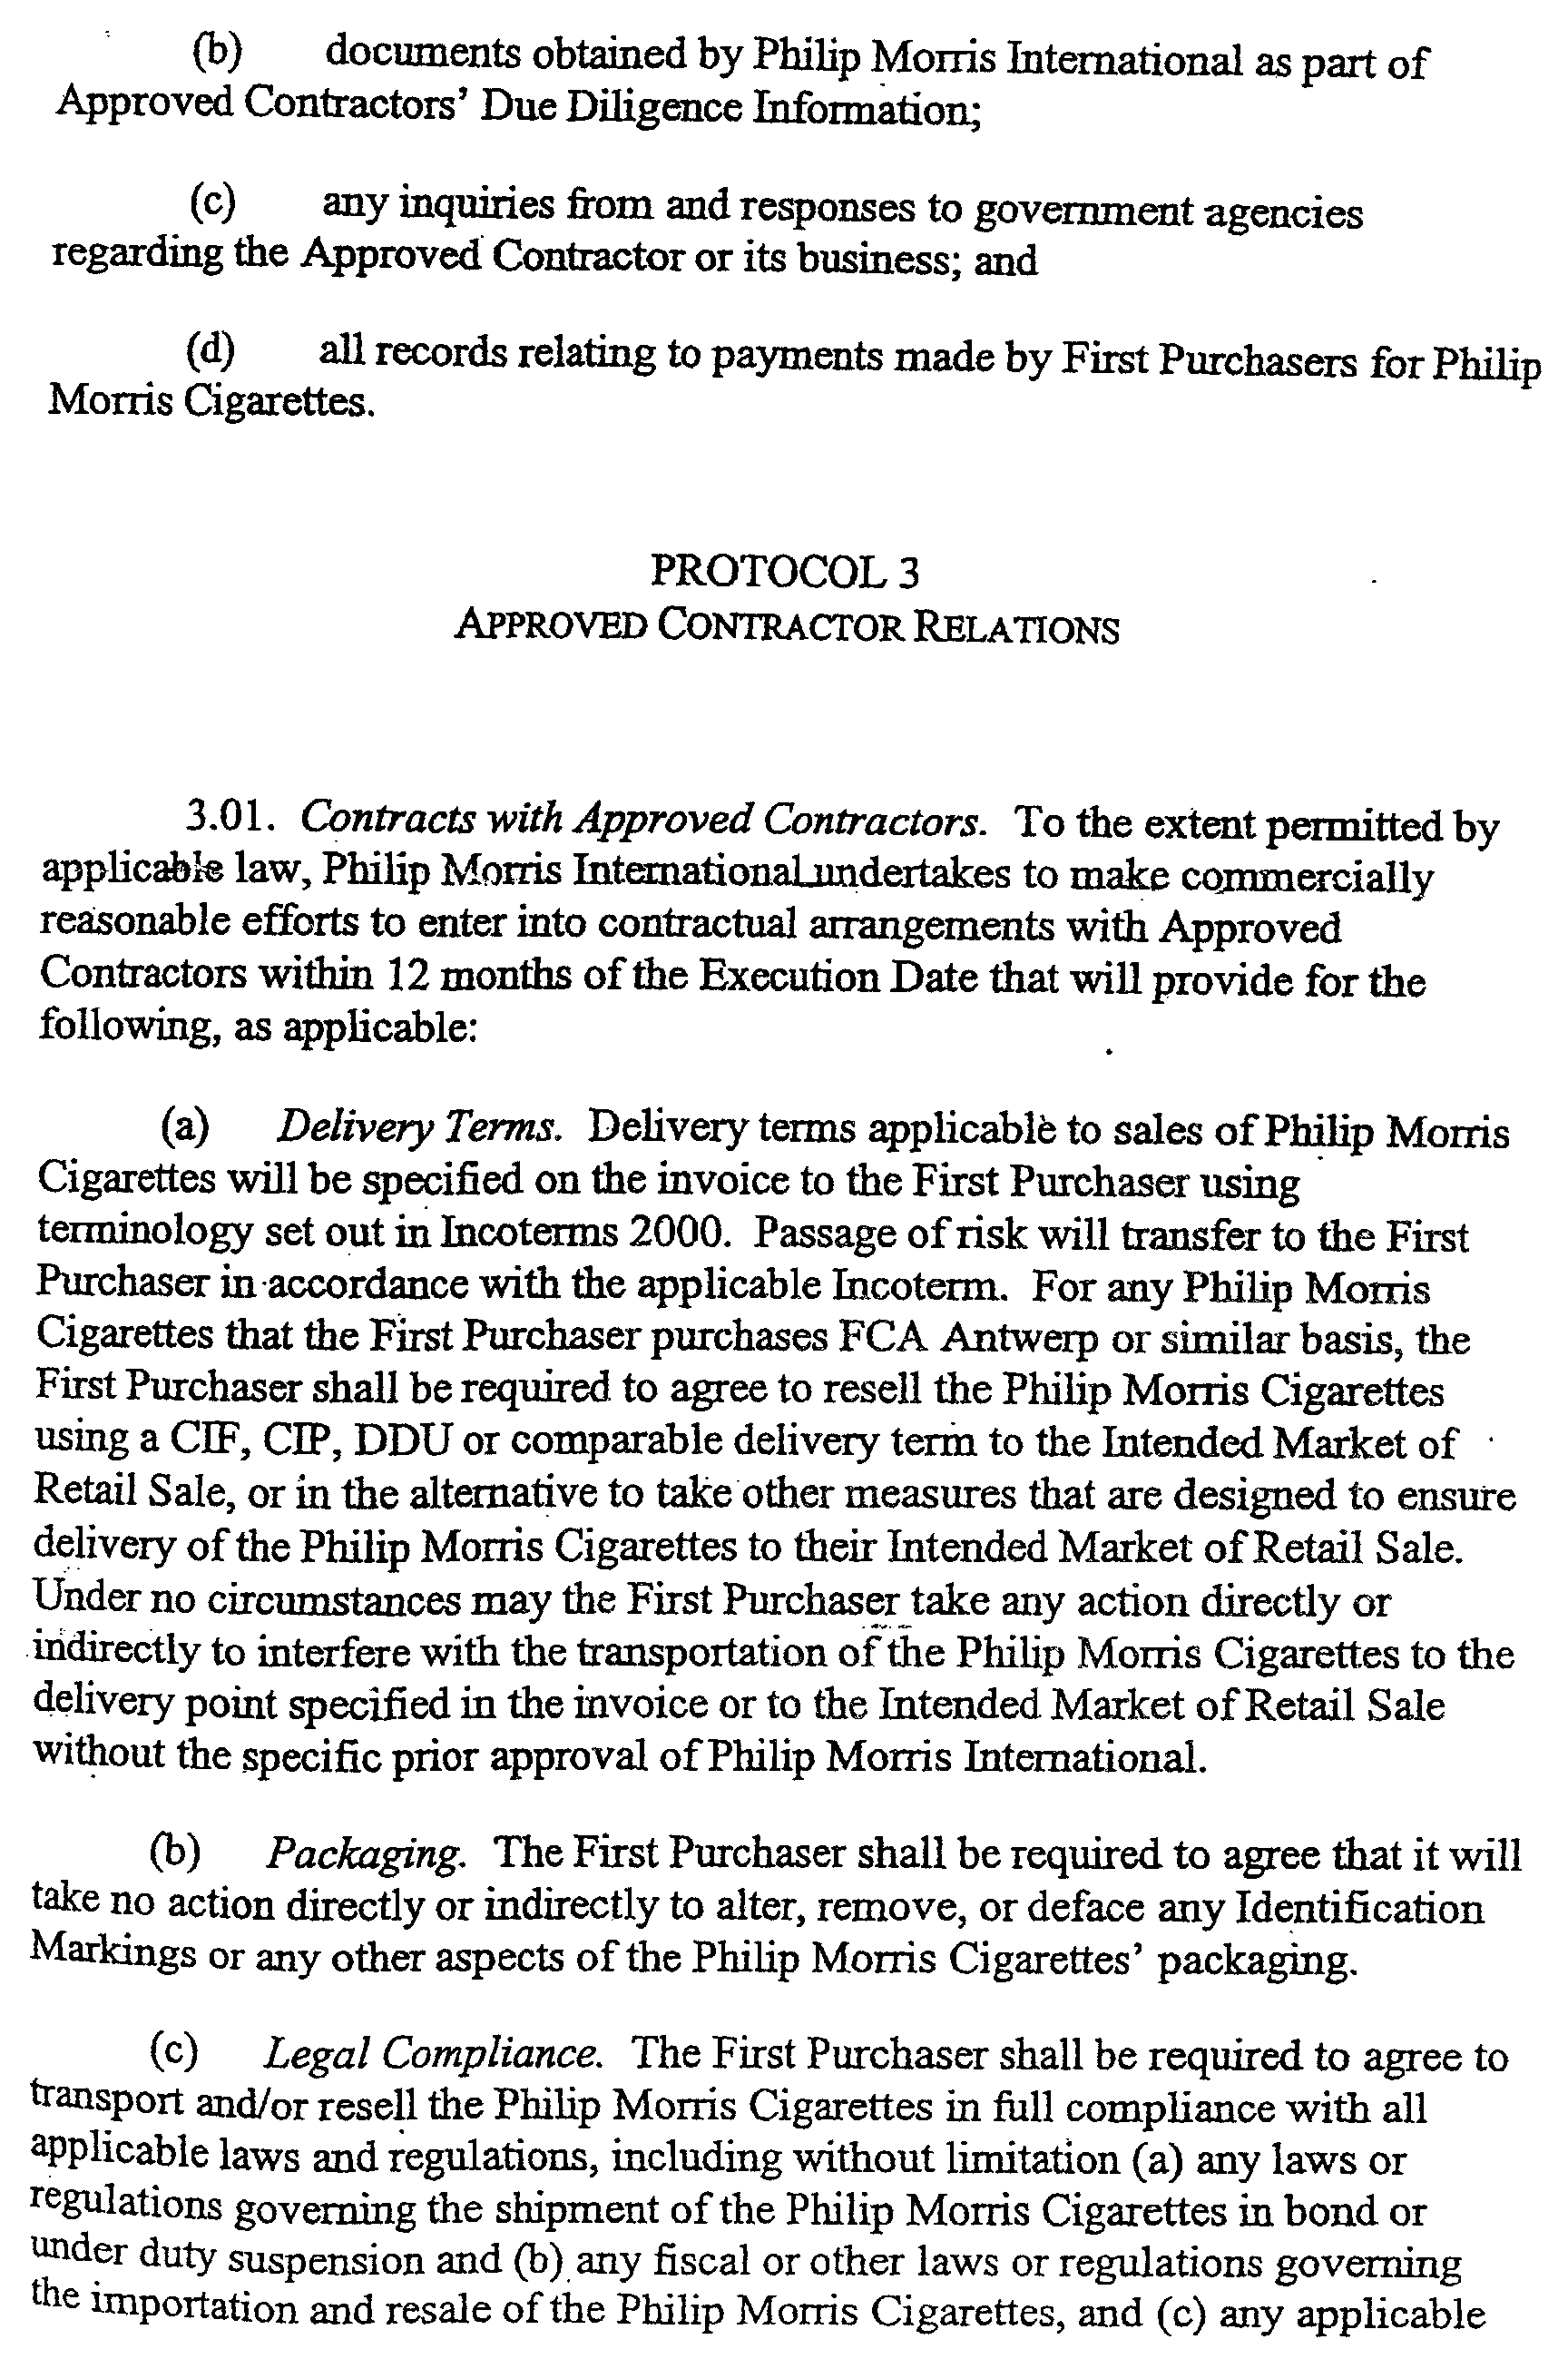 (b) documents obtained by Philip Morris International as part of
Approved Contractors' Due Diligence Information;
(c) any inquiries from and responses to government agencies
regarding the Approved Contractor or its business; and
(d) all records relating to payments made by First Purchasers for Philip
Morris Cigarettes.
PROTOCOL 3
APPROVED CONTRACTOR RELATIONS
3.01. Contracts with Approved Contractors. To the extent permitted by
applicable law, Philip Morris International undertakes to make commercially
reasonable efforts to enter into contractual arrangements with Approved
Contractors within 12 months of the Execution Date that will provide for the
following, as applicable:
(a) Delivery Terms. Delivery terms applicable to sales of Philip Morris
Cigarettes will be specified on the invoice to the First Purchaser using
terminology set out in Incoterms 2000. Passage of risk will transfer to the First
Purchaser in accordance with the applicable Incoterm. For any Philip Morris
Cigarettes that the First Purchaser purchases FCA Antwerp or similar basis, the
First Purchaser shall be required to agree to resell the Philip Morris Cigarettes
using a CIF, CIP, DDU or comparable delivery term to the Intended Market of
Retail Sale, or in the alternative to take other measures that are designed to ensure
delivery of the Philip Morris Cigarettes to their Intended Market of Retail Sale.
Under no circumstances may the First Purchaser take any action directly or
indirectly to interfere with the transportation of the Philip Morris Cigarettes to the
delivery point specified in the invoice or to the Intended Market of Retail Sale
without the specific prior approval of Philip Morris International.
(b) Packaging. The First Purchaser shall be required to agree that it will
take no action directly or indirectly to alter, remove, or deface any Identification
Markings or any other aspects of the Philip Morris Cigarettes' packaging.
(c) Legal Compliance. The First Purchaser shall be required to agree to
transport and/or resell the Philip Morris Cigarettes in full compliance with all
applicable laws and regulations, including without limitation (a) any laws or
regulations governing the shipment of the Philip Morris Cigarettes in bond or
under duty suspension and (b) any fiscal or other laws or regulations governing
the importation and resale of the Philip Morris Cigarettes, and (c) any applicable